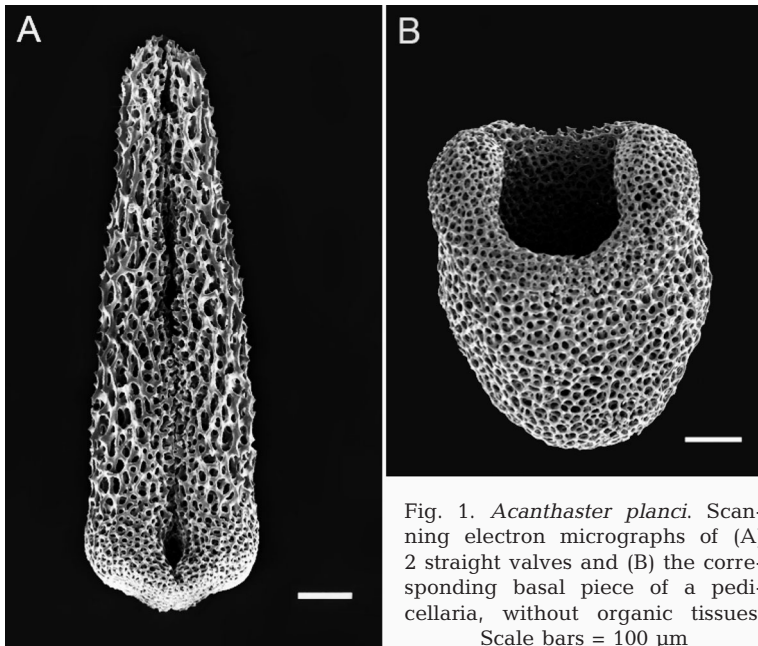 A
B
Fig. 1. Acanthaster planci. Scan-
ning electron micrographs of (A)
2 straight valves and (B) the corre-
sponding basal piece of a pedi-
cellaria, without organic tissues.
Scale bars = 100 µm